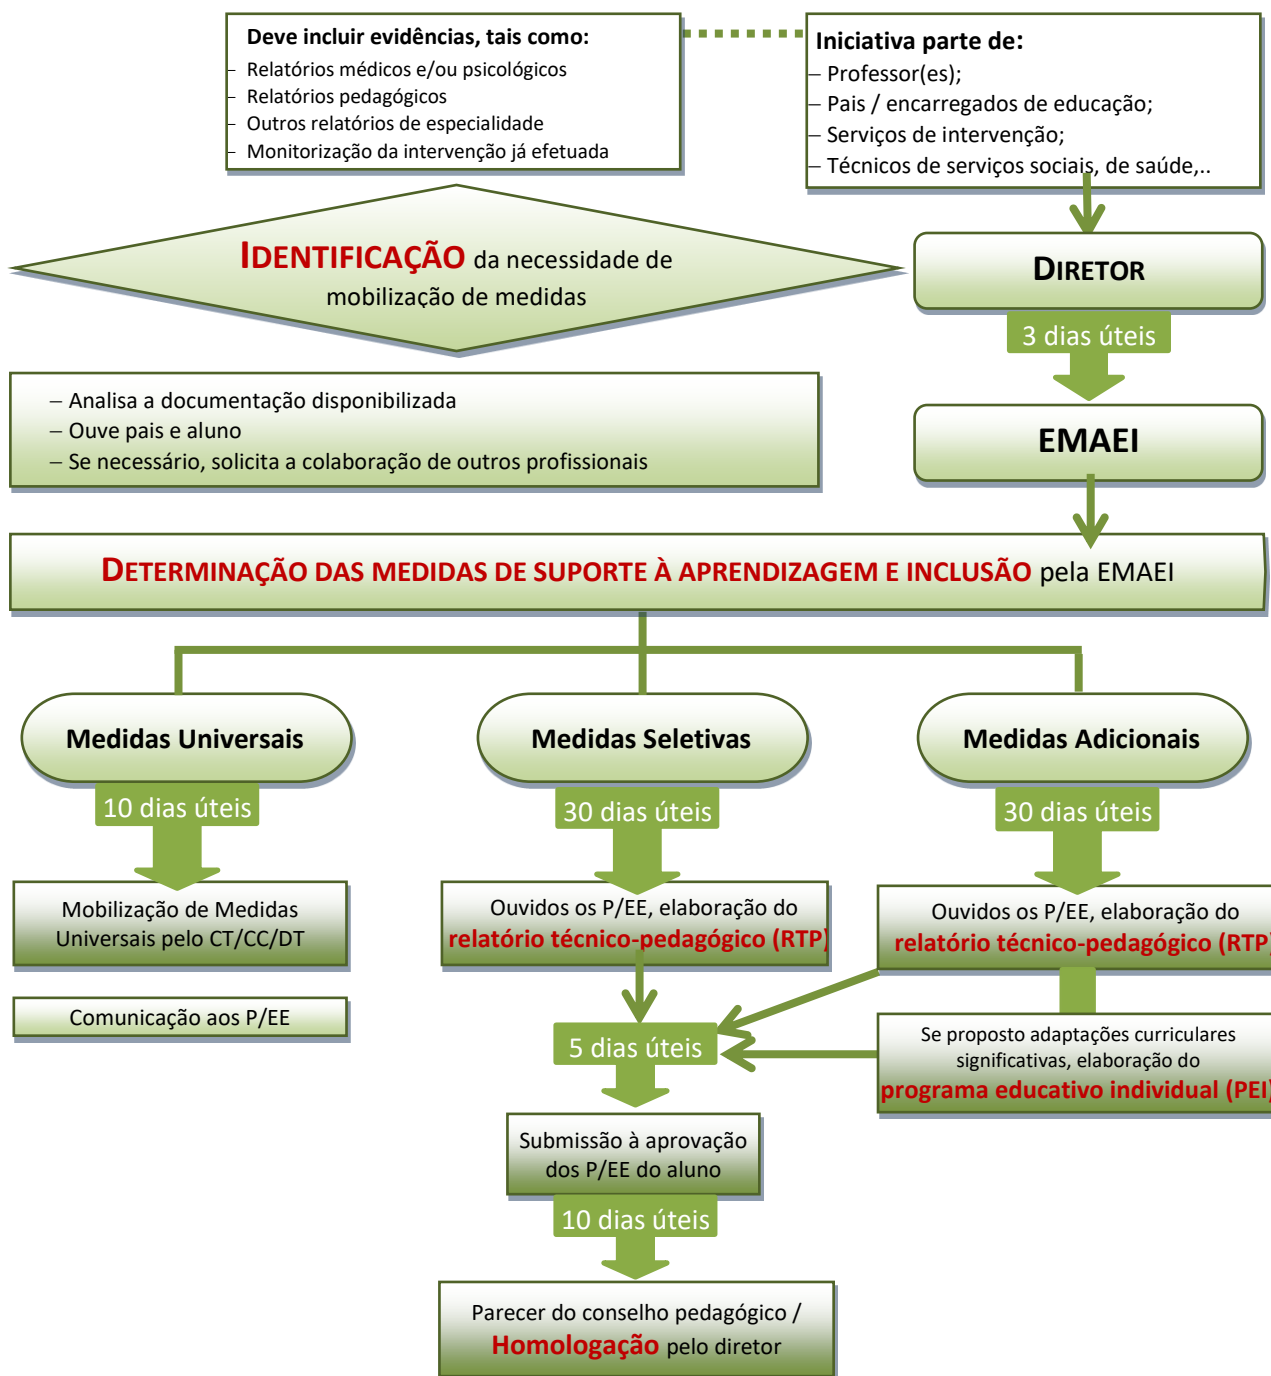 Deve incluir evidências, tais como:
– Relatórios médicos e/ou psicológicos
– Relatórios pedagógicos
– Outros relatórios de especialidade
– Monitorização da intervenção já efetuada
Iniciativa parte de:
– Professor(es);
– Pais / encarregados de educação;
– Serviços de intervenção;
– Técnicos de serviços sociais, de saúde,..
IDENTIFICAÇÃO da necessidade de
mobilização de medidas
DIRETOR
3 dias úteis
– Analisa a documentação disponibilizada
– Ouve pais e aluno
– Se necessário, solicita a colaboração de outros profissionais
EMAEI
DETERMINAÇÃO DAS MEDIDAS DE SUPORTE À APRENDIZAGEM E INCLUSÃO pela EMAEI
Medidas Universais
10 dias úteis
Mobilização de Medidas
Universais pelo CT/CC/DT
Comunicação aos P/EE
Medidas Seletivas
30 dias úteis
Ouvidos os P/EE, elaboração do
relatório técnico-pedagógico (RTP)
Medidas Adicionais
30 dias úteis
Ouvidos os P/EE, elaboração do
relatório técnico-pedagógico (RTP)
Se proposto adaptações curriculares
significativas, elaboração do
programa educativo individual (PEI)
5 dias úteis
Submissão à aprovação
dos P/EE do aluno
10 dias úteis
Parecer do conselho pedagógico /
Homologação pelo diretor